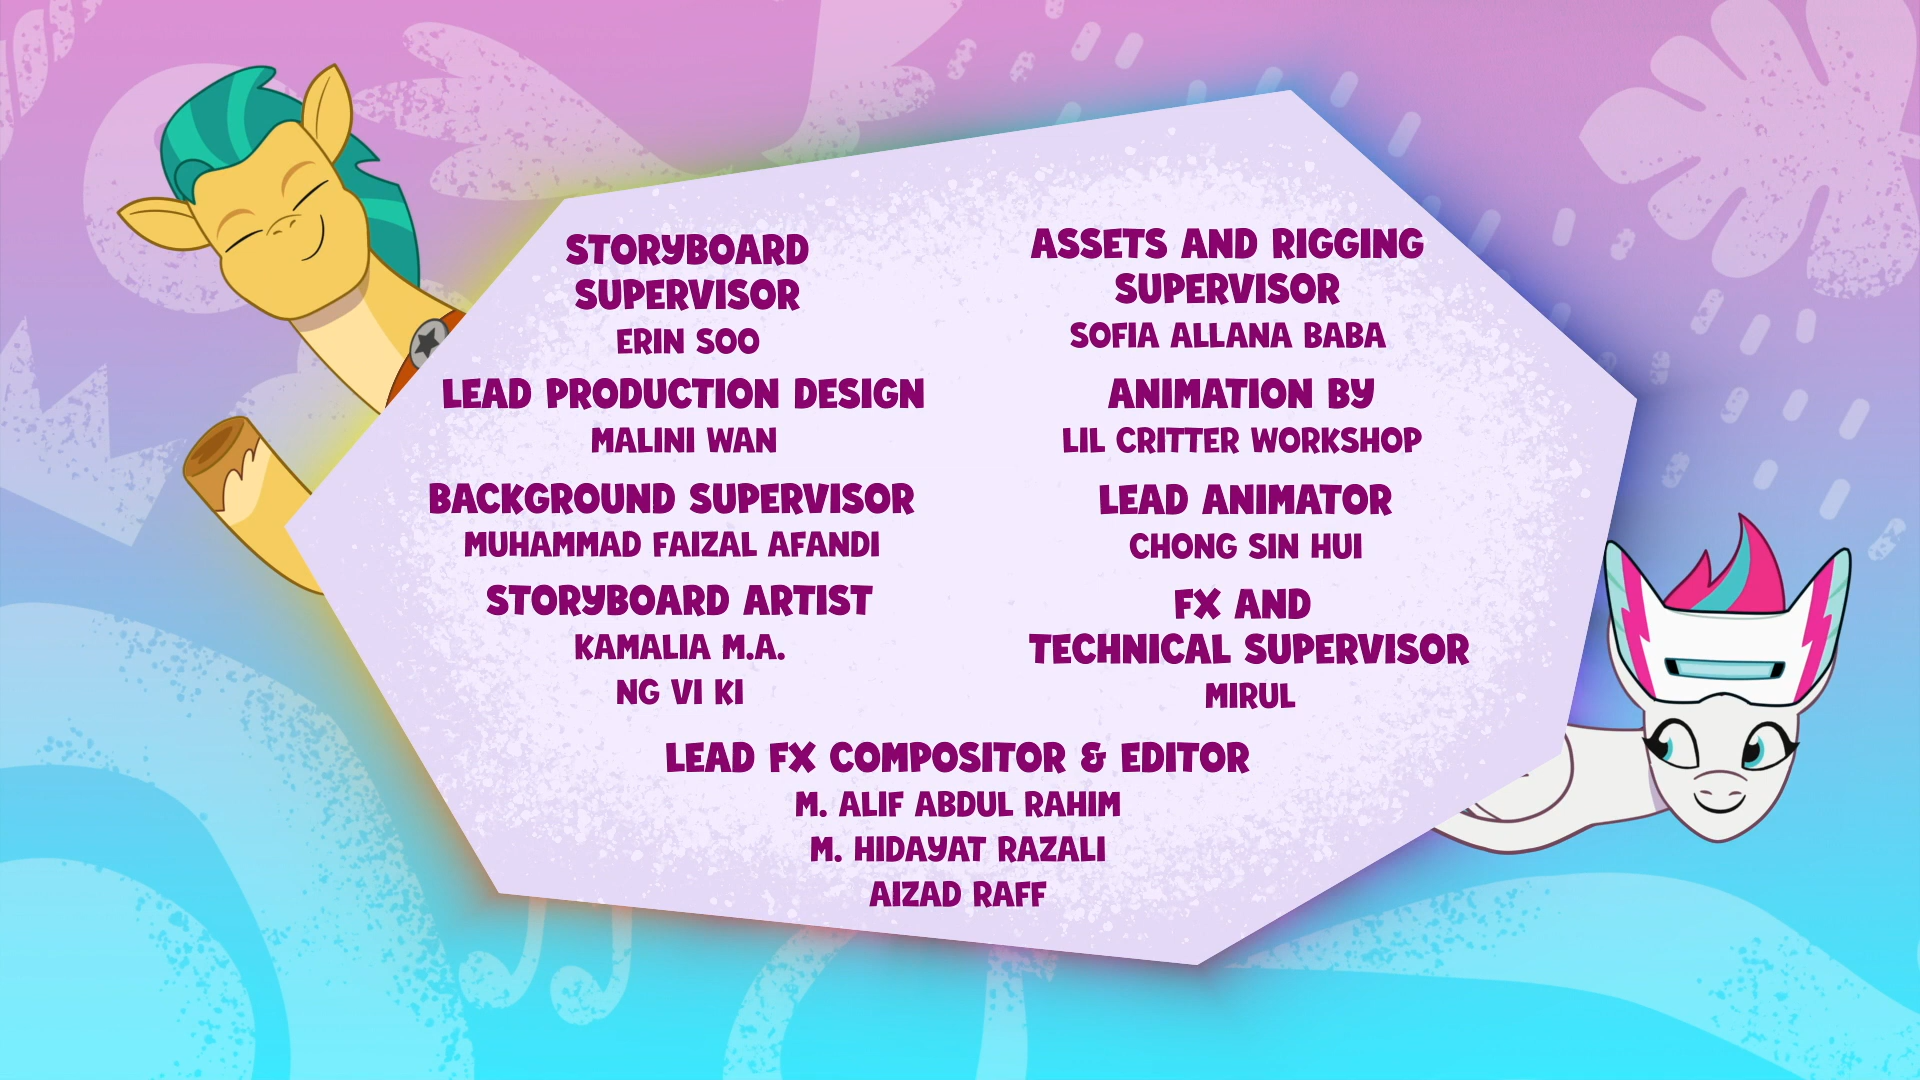 STORYBOARD
SUPERVISOR
ERIN SOO
LEAD PRODUCTION DESIGN
MALINI WAN
BACKGROUND SUPERVISOR
MUHAMMAD FAIZAL AFANDI
STORYBOARD ARTIST
KAMALIA M.A.
NG VI KI
ASSETS AND RIGGING
SUPERVISOR
SOFIA ALLANA BABA
ANIMATION BY
LIL CRITTER WORKSHOP
LEAD ANIMATOR
CHONG SIN HUI
FX AND
TECHNICAL SUPERVISOR
MIRUL
LEAD FX COMPOSITOR & EDITOR
M. ALIF ABDUL RAHIM
M. HIDAYAT RAZALI
AIZAD RAFF